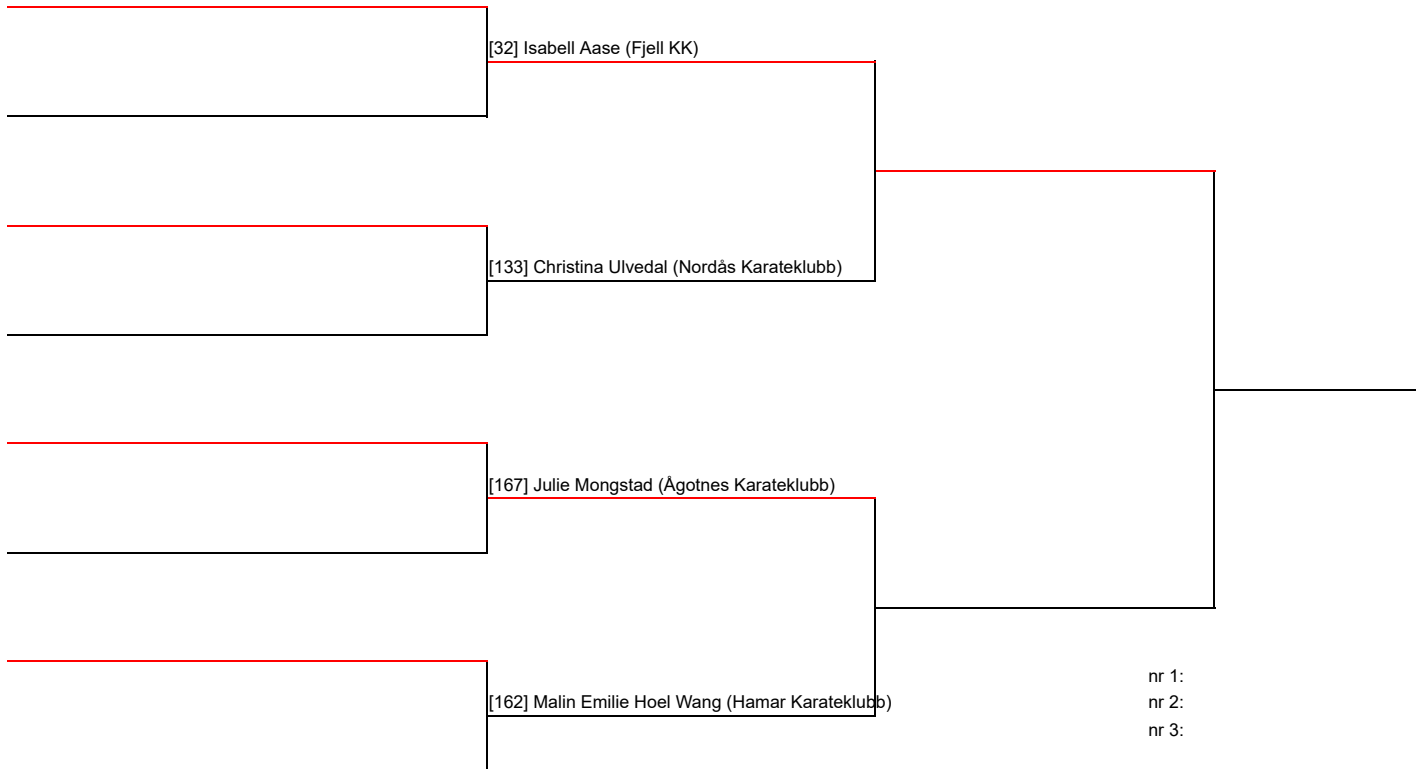 [32] Isabell Aase (Fjell KK)
[133] Christina Ulvedal (Nordås Karateklubb)
[167] Julie Mongstad (Ågotnes Karateklubb)
[162] Malin Emilie Hoel Wang (Hamar Karateklubb)
nr 1:
nr 2:
nr 3: